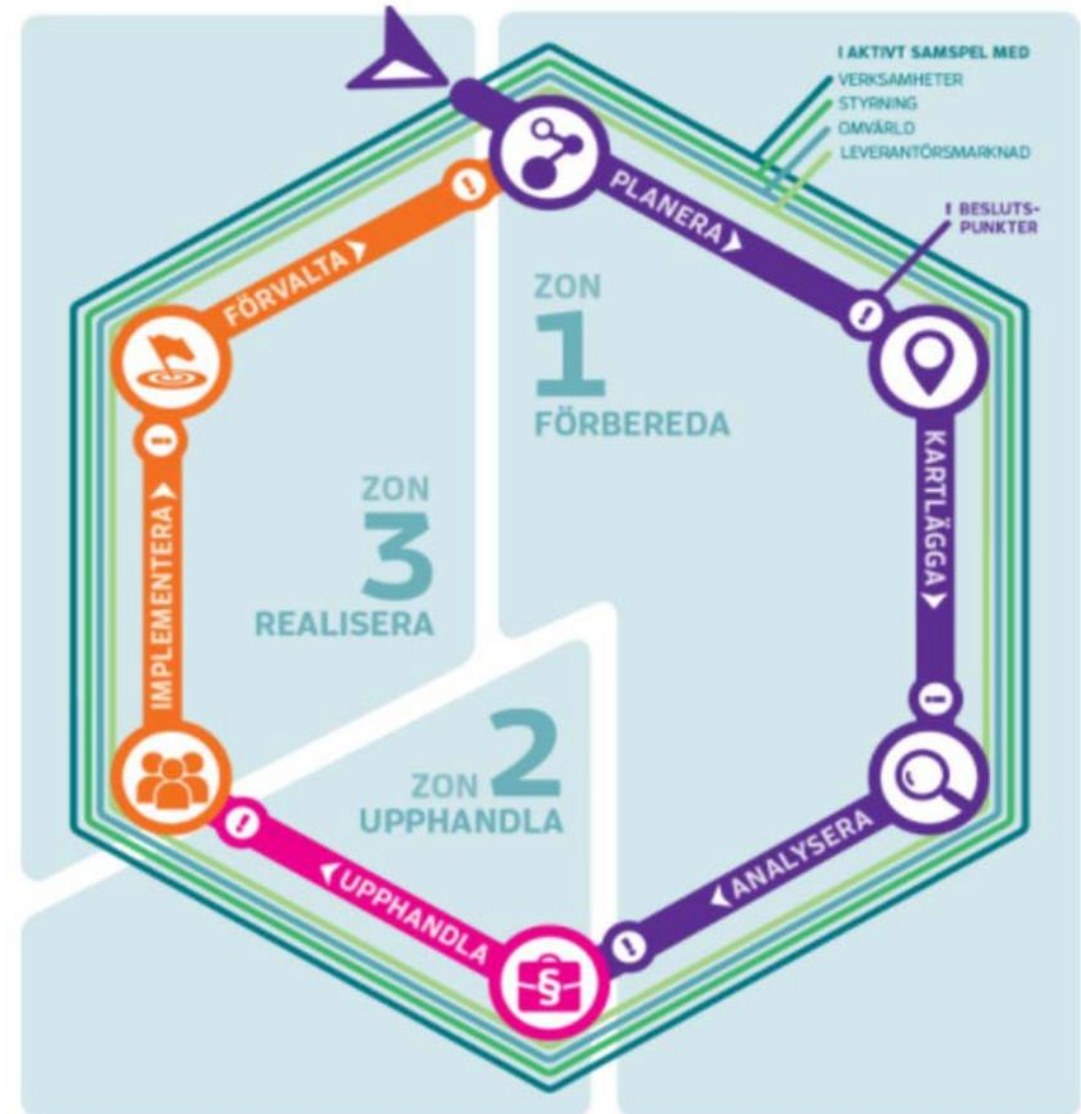 I AKTIVT SAMSPEL MED
VERKSAMHETER
STYRNING
OMVÄRLD
LEVERANTÖRSMARKNAD
! BESLUTS-
PUNKTER
PLANERA
!
ZON
1
FÖRBEREDA
KARTLÄGGA
!
ANALYSERA
!
ZON 2
UPPHANDLA
§
UPPHANDLA
!
ZON
3
REALISERA
IMPLEMENTERA
!
FÖRVALTA
!